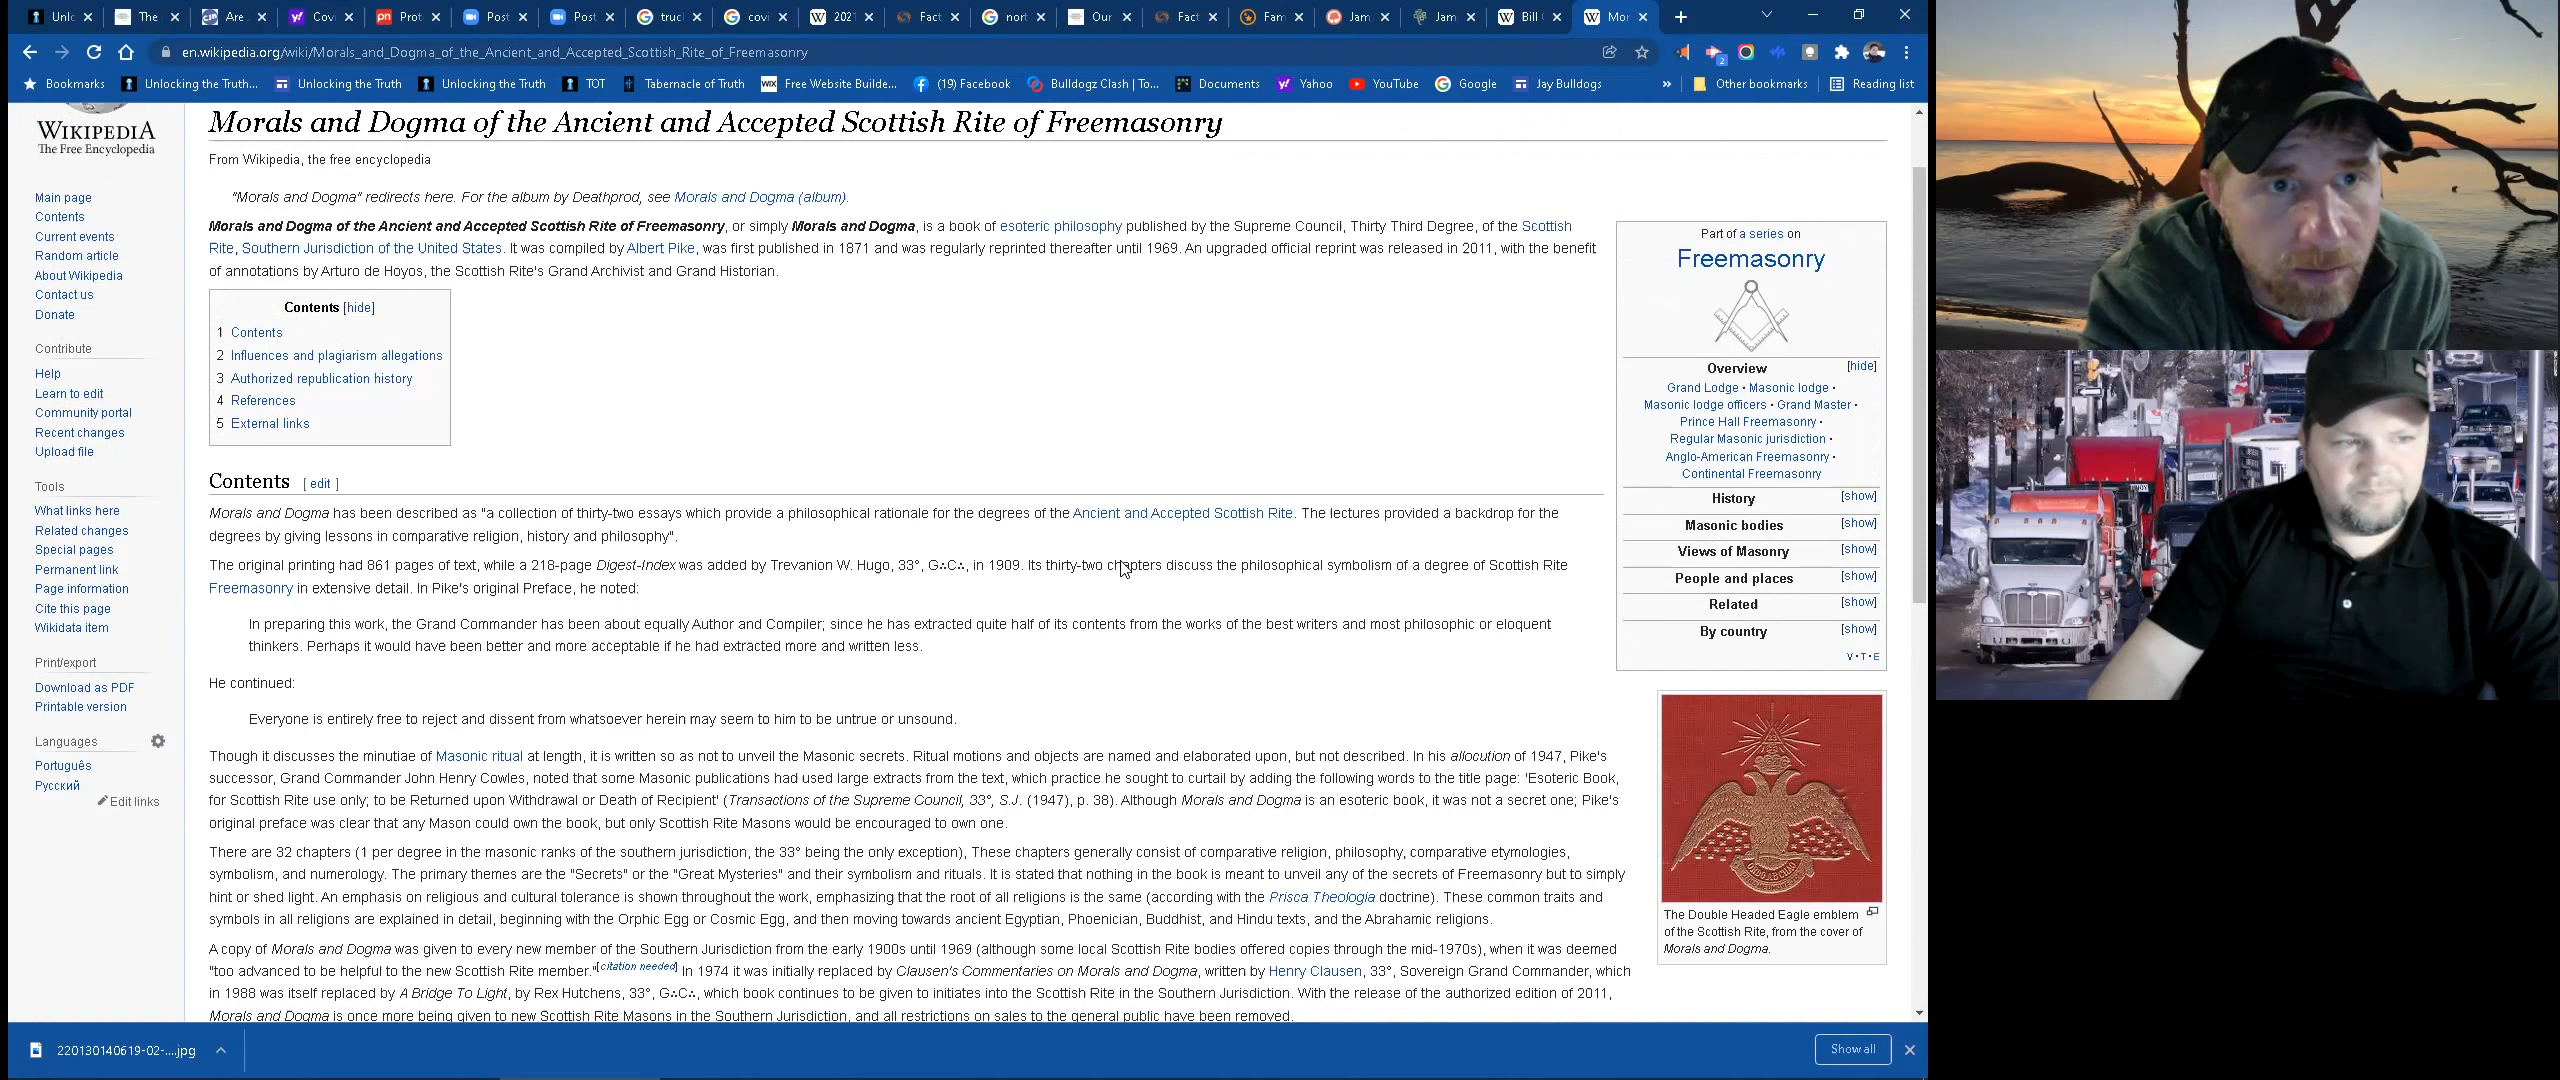 Unlc
The
Are
Covi
Prot
Post
Post
trucl
covi
2021
Fact
nort
Our
Fact
Fam
Jam
Jam
Bill
Mor
en.wikipedia.org/wiki/Morals_and_Dogma_of_the_Ancient_and_Accepted_Scottish_Rite_of_Freemasonry
Bookmarks
Unlocking the Truth...
Unlocking the Truth
Unlocking the Truth
TOT
Tabernacle of Truth
Free Website Builde...
(19) Facebook
Bulldogz Clash | To...
Documents
Yahoo
YouTube
Google
Jay Bulldogs
»
Other bookmarks
Reading list
WIKIPEDIA
The Free Encyclopedia
Main page
Contents
Current events
Random article
About Wikipedia
Contact us
Donate
Contribute
Help
Learn to edit
Community portal
Recent changes
Upload file
Tools
What links here
Related changes
Special pages
Permanent link
Page information
Cite this page
Wikidata item
Print/export
Download as PDF
Printable version
Languages
Português
Русский
Edit links
Morals and Dogma of the Ancient and Accepted Scottish Rite of Freemasonry
From Wikipedia, the free encyclopedia
"Morals and Dogma" redirects here. For the album by Deathprod, see Morals and Dogma (album).
Morals and Dogma of the Ancient and Accepted Scottish Rite of Freemasonry, or simply Morals and Dogma, is a book of esoteric philosophy published by the Supreme Council, Thirty Third Degree, of the Scottish
Rite, Southern Jurisdiction of the United States. It was compiled by Albert Pike, was first published in 1871 and was regularly reprinted thereafter until 1969. An upgraded official reprint was released in 2011, with the benefit
of annotations by Arturo de Hoyos, the Scottish Rite's Grand Archivist and Grand Historian.
Contents [hide]
1 Contents
2 Influences and plagiarism allegations
3 Authorized republication history
4 References
5 External links
Contents [ edit ]
Morals and Dogma has been described as "a collection of thirty-two essays which provide a philosophical rationale for the degrees of the Ancient and Accepted Scottish Rite. The lectures provided a backdrop for the
degrees by giving lessons in comparative religion, history and philosophy".
The original printing had 861 pages of text, while a 218-page Digest-Index was added by Trevanion W. Hugo, 33°, G∴C∴, in 1909. Its thirty-two chapters discuss the philosophical symbolism of a degree of Scottish Rite
Freemasonry in extensive detail. In Pike's original Preface, he noted:
In preparing this work, the Grand Commander has been about equally Author and Compiler; since he has extracted quite half of its contents from the works of the best writers and most philosophic or eloquent
thinkers. Perhaps it would have been better and more acceptable if he had extracted more and written less.
He continued:
Everyone is entirely free to reject and dissent from whatsoever herein may seem to him to be untrue or unsound.
Though it discusses the minutiae of Masonic ritual at length, it is written so as not to unveil the Masonic secrets. Ritual motions and objects are named and elaborated upon, but not described. In his allocution of 1947, Pike's
successor, Grand Commander John Henry Cowles, noted that some Masonic publications had used large extracts from the text, which practice he sought to curtail by adding the following words to the title page: 'Esoteric Book,
for Scottish Rite use only; to be Returned upon Withdrawal or Death of Recipient' (Transactions of the Supreme Council, 33°, S.J. (1947), p. 38). Although Morals and Dogma is an esoteric book, it was not a secret one; Pike's
original preface was clear that any Mason could own the book, but only Scottish Rite Masons would be encouraged to own one.
There are 32 chapters (1 per degree in the masonic ranks of the southern jurisdiction, the 33° being the only exception), These chapters generally consist of comparative religion, philosophy, comparative etymologies,
symbolism, and numerology. The primary themes are the "Secrets" or the "Great Mysteries" and their symbolism and rituals. It is stated that nothing in the book is meant to unveil any of the secrets of Freemasonry but to simply
hint or shed light. An emphasis on religious and cultural tolerance is shown throughout the work, emphasizing that the root of all religions is the same (according with the Prisca Theologia doctrine). These common traits and
symbols in all religions are explained in detail, beginning with the Orphic Egg or Cosmic Egg, and then moving towards ancient Egyptian, Phoenician, Buddhist, and Hindu texts, and the Abrahamic religions.
A copy of Morals and Dogma was given to every new member of the Southern Jurisdiction from the early 1900s until 1969 (although some local Scottish Rite bodies offered copies through the mid-1970s), when it was deemed
"too advanced to be helpful to the new Scottish Rite member."[citation needed] In 1974 it was initially replaced by Clausen's Commentaries on Morals and Dogma, written by Henry Clausen, 33°, Sovereign Grand Commander, which
in 1988 was itself replaced by A Bridge To Light, by Rex Hutchens, 33°, G∴C∴, which book continues to be given to initiates into the Scottish Rite in the Southern Jurisdiction. With the release of the authorized edition of 2011,
Morals and Dogma is once more being given to new Scottish Rite Masons in the Southern Jurisdiction, and all restrictions on sales to the general public have been removed.
Part of a series on
Freemasonry
Overview [hide]
Grand Lodge · Masonic lodge ·
Masonic lodge officers · Grand Master ·
Prince Hall Freemasonry ·
Regular Masonic jurisdiction ·
Anglo-American Freemasonry ·
Continental Freemasonry
History [show]
Masonic bodies [show]
Views of Masonry [show]
People and places [show]
Related [show]
By country [show]
V·T·E
The Double Headed Eagle emblem
of the Scottish Rite, from the cover of
Morals and Dogma.
220130140619-02-....jpg
Show all